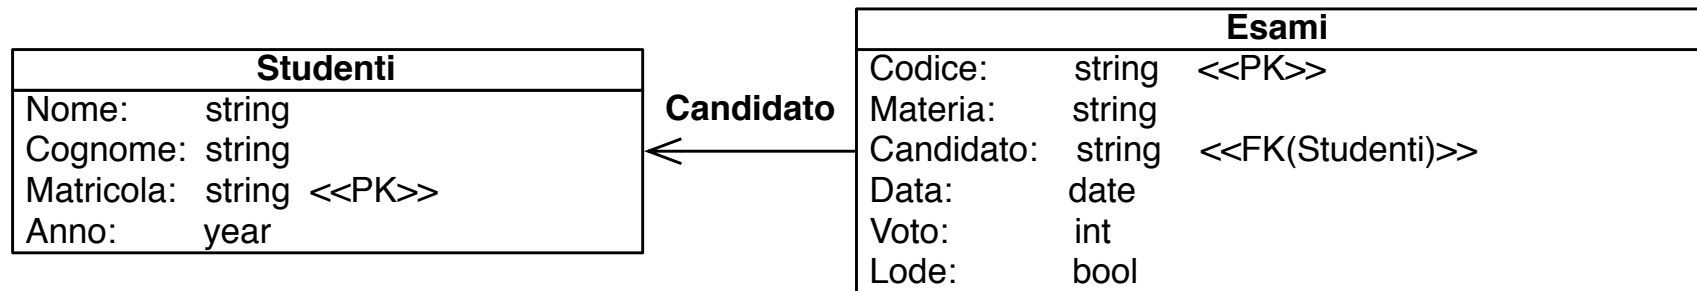 Studenti
Nome: string
Cognome: string
Matricola: string <<PK>>
Anno: year
Candidato
Esami
Codice: string <<PK>>
Materia: string
Candidato: string <<FK(Studenti)>>
Data: date
Voto: int
Lode: bool